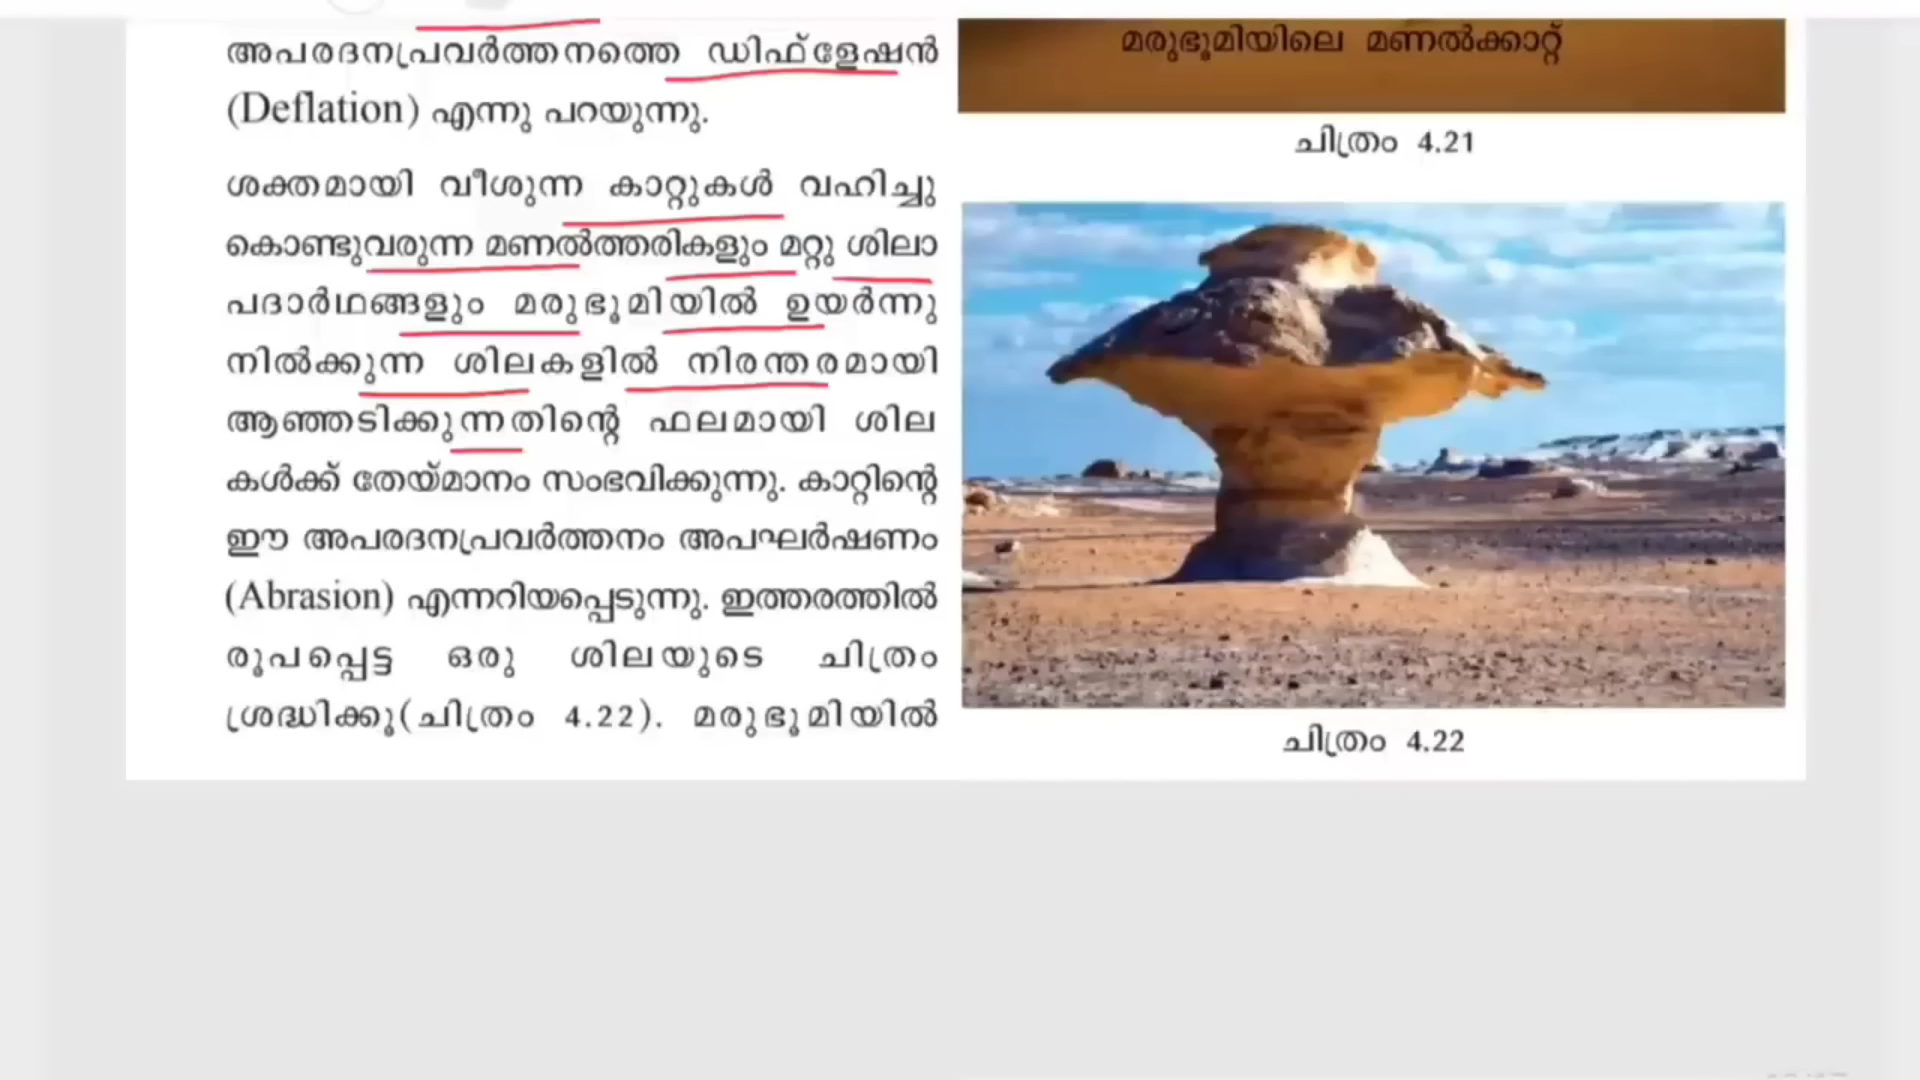 അപരദനപ്രവർത്തനത്തെ ഡിഫ്ളേഷൻ
(Deflation) എന്നു പറയുന്നു.
ശക്തമായി വീശുന്ന കാറ്റുകൾ വഹിച്ചു
കൊണ്ടുവരുന്ന മണൽത്തരികളും മറ്റു ശിലാ
പദാർഥങ്ങളും മരുഭൂമിയിൽ ഉയർന്നു
നിൽക്കുന്ന ശിലകളിൽ നിരന്തരമായി
ആഞ്ഞടിക്കുന്നതിന്റെ ഫലമായി ശില
കൾക്ക് തേയ്മാനം സംഭവിക്കുന്നു. കാറ്റിന്റെ
ഈ അപരദനപ്രവർത്തനം അപഘർഷണം
(Abrasion) എന്നറിയപ്പെടുന്നു. ഇത്തരത്തിൽ
രൂപപ്പെട്ട ഒരു ശിലയുടെ ചിത്രം
ശ്രദ്ധിക്കൂ(ചിത്രം 4.22). മരുഭൂമിയിൽ
മരുഭൂമിയിലെ മണൽക്കാറ്റ്
ചിത്രം 4.21
ചിത്രം 4.22